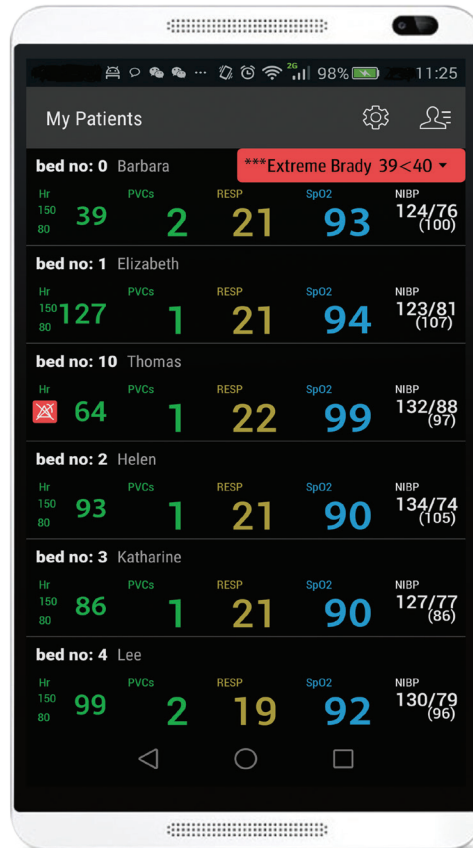 2G 98% 11:25
My Patients
bed no: 0 Barbara ***Extreme Brady 39<40
Hr PVCs RESP SpO2 NIBP
150 80 39 2 21 93 124/76 (100)
bed no: 1 Elizabeth
Hr PVCs RESP SpO2 NIBP
150 80 127 1 21 94 123/81 (107)
bed no: 10 Thomas
Hr PVCs RESP SpO2 NIBP
64 1 22 99 132/88 (97)
bed no: 2 Helen
Hr PVCs RESP SpO2 NIBP
150 80 93 1 21 90 134/74 (105)
bed no: 3 Katharine
Hr PVCs RESP SpO2 NIBP
150 80 86 1 21 90 127/77 (86)
bed no: 4 Lee
Hr PVCs RESP SpO2 NIBP
150 80 99 2 19 92 130/79 (96)